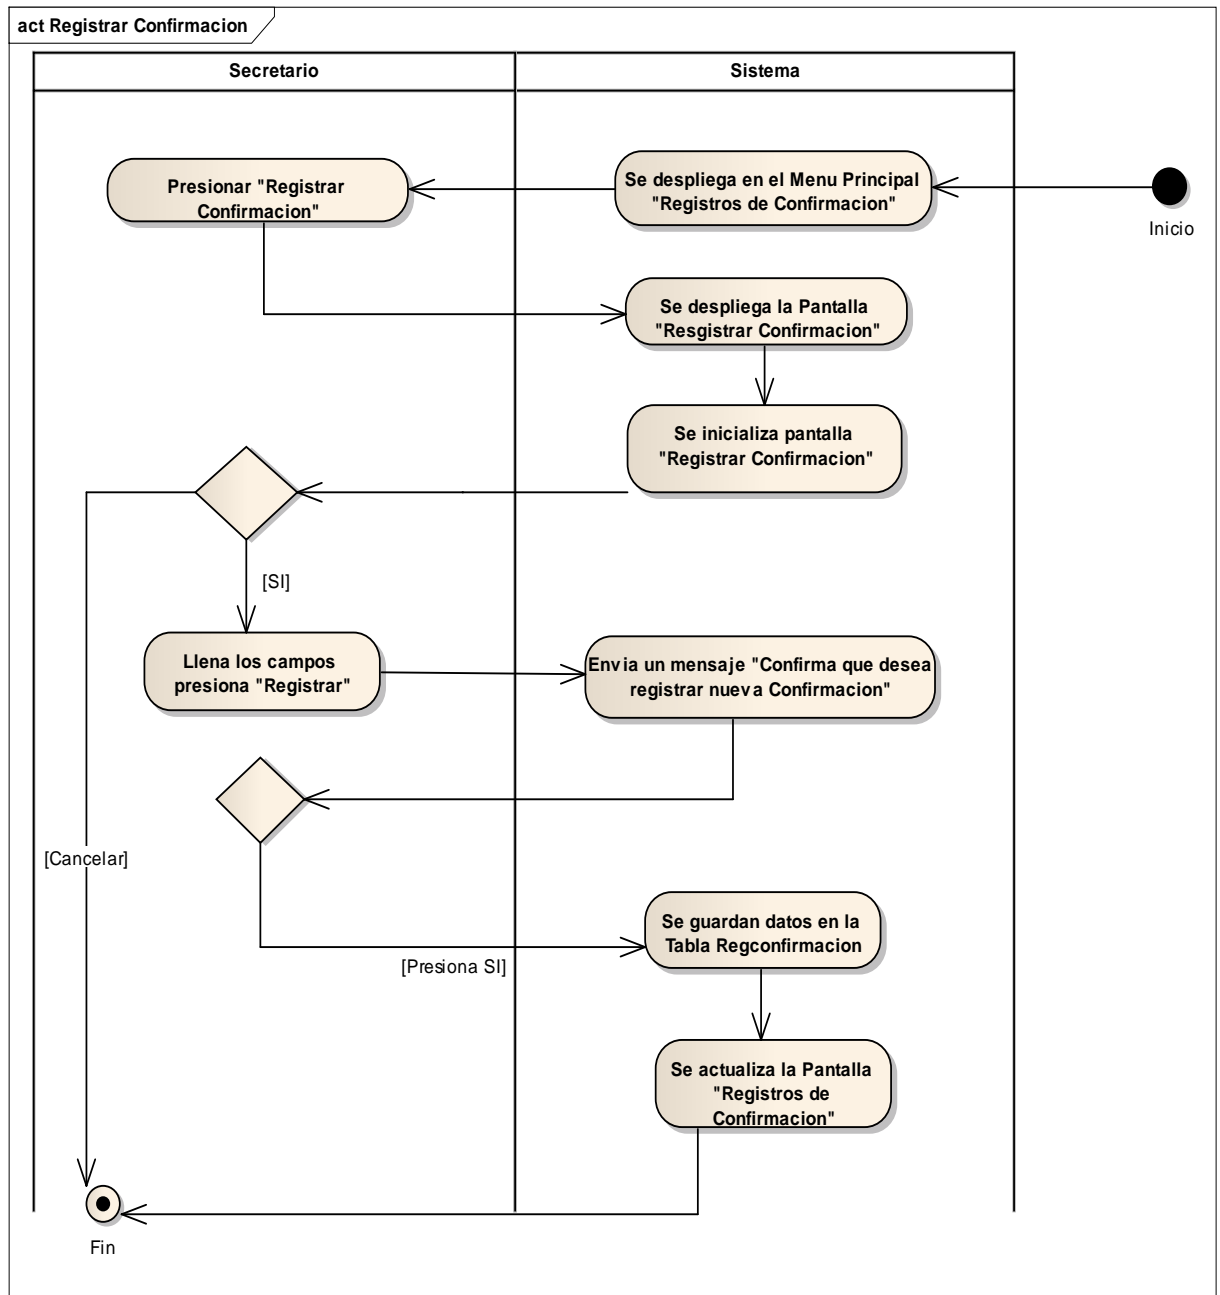 act Registrar Confirmacion
Secretario
Sistema
Presionar "Registrar
Confirmacion"
Se despliega en el Menu Principal
"Registros de Confirmacion"
Inicio
Se despliega la Pantalla
"Resgistrar Confirmacion"
Se inicializa pantalla
"Registrar Confirmacion"
[SI]
Llena los campos
presiona "Registrar"
Envia un mensaje "Confirma que desea
registrar nueva Confirmacion"
[Cancelar]
Se guardan datos en la
Tabla Regconfirmacion
[Presiona SI]
Se actualiza la Pantalla
"Registros de
Confirmacion"
Fin